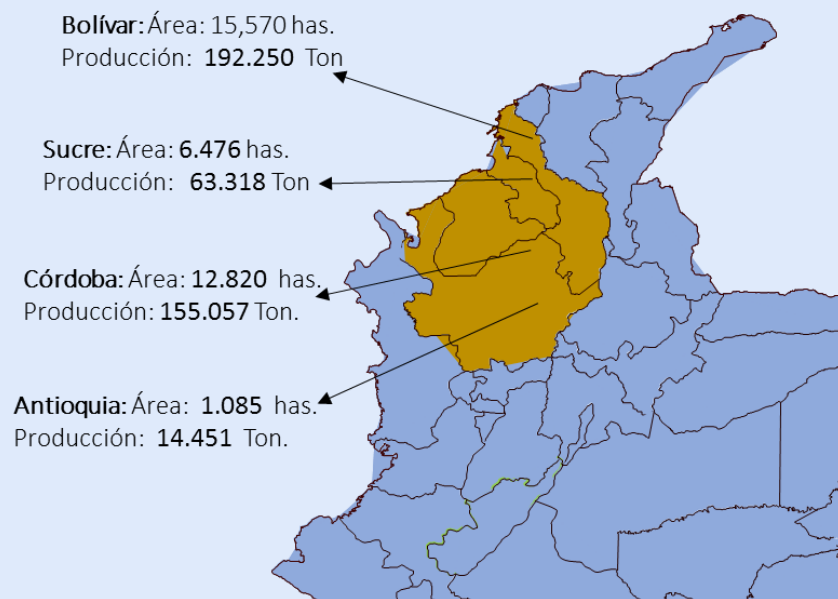 Bolívar: Área: 15,570 has.
Producción: 192.250 Ton
Sucre: Área: 6.476 has.
Producción: 63.318 Ton
Córdoba: Área: 12.820 has.
Producción: 155.057 Ton.
Antioquia: Área: 1.085 has.
Producción: 14.451 Ton.